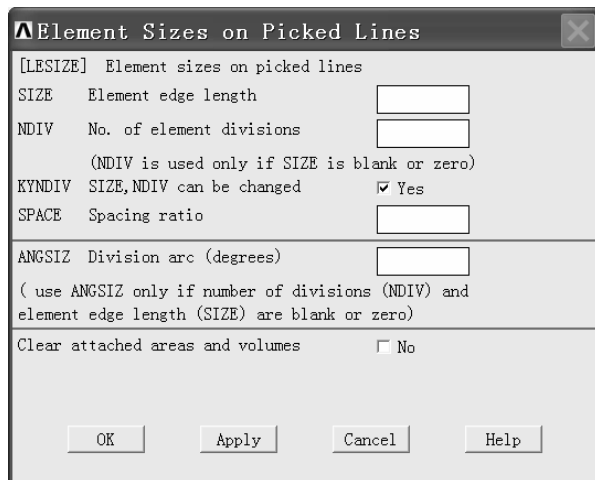 Element Sizes on Picked Lines
[LESIZE] Element sizes on picked lines
SIZE Element edge length
NDIV No. of element divisions
(NDIV is used only if SIZE is blank or zero)
KYNDIV SIZE,NDIV can be changed Yes
SPACE Spacing ratio
ANGSIZ Division arc (degrees)
( use ANGSIZ only if number of divisions (NDIV) and
element edge length (SIZE) are blank or zero)
Clear attached areas and volumes No
OK Apply Cancel Help